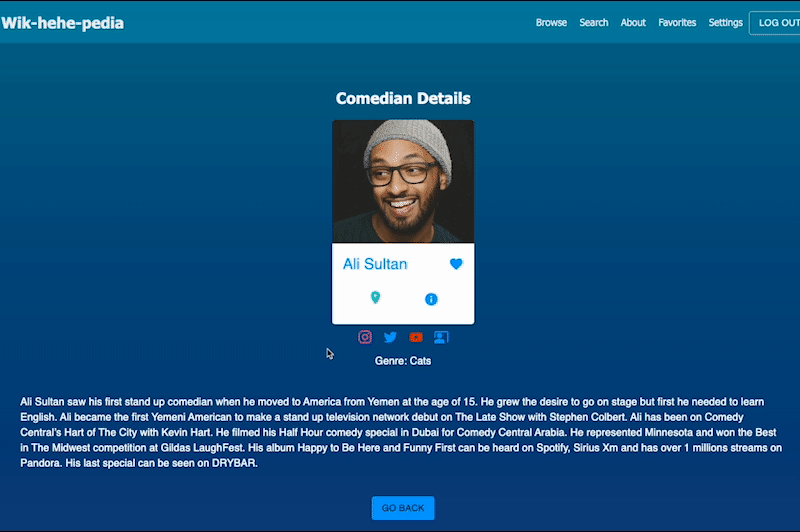 Wik-hehe-pedia
Browse Search About Favorites Settings LOG OUT
Comedian Details
Ali Sultan
Genre: Cats
Ali Sultan saw his first stand up comedian when he moved to America from Yemen at the age of 15. He grew the desire to go on stage but first he needed to learn
English. Ali became the first Yemeni American to make a stand up television network debut on The Late Show with Stephen Colbert. Ali has been on Comedy
Central's Hart of The City with Kevin Hart. He filmed his Half Hour comedy special in Dubai for Comedy Central Arabia. He represented Minnesota and won the Best
in The Midwest competition at Gildas LaughFest. His album Happy to Be Here and Funny First can be heard on Spotify, Sirius Xm and has over 1 millions streams on
Pandora. His last special can be seen on DRYBAR.
GO BACK